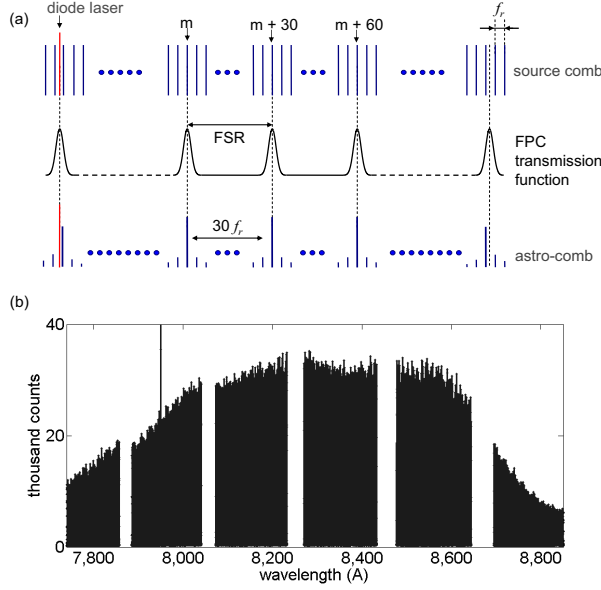 (a)
diode laser
m
m + 30
m + 60
f_r
source comb
FSR
FPC
transmission
function
30 f_r
astro-comb
(b)
thousand counts
40
20
0
7,800
8,000
8,200
8,400
8,600
8,800
wavelength (A)